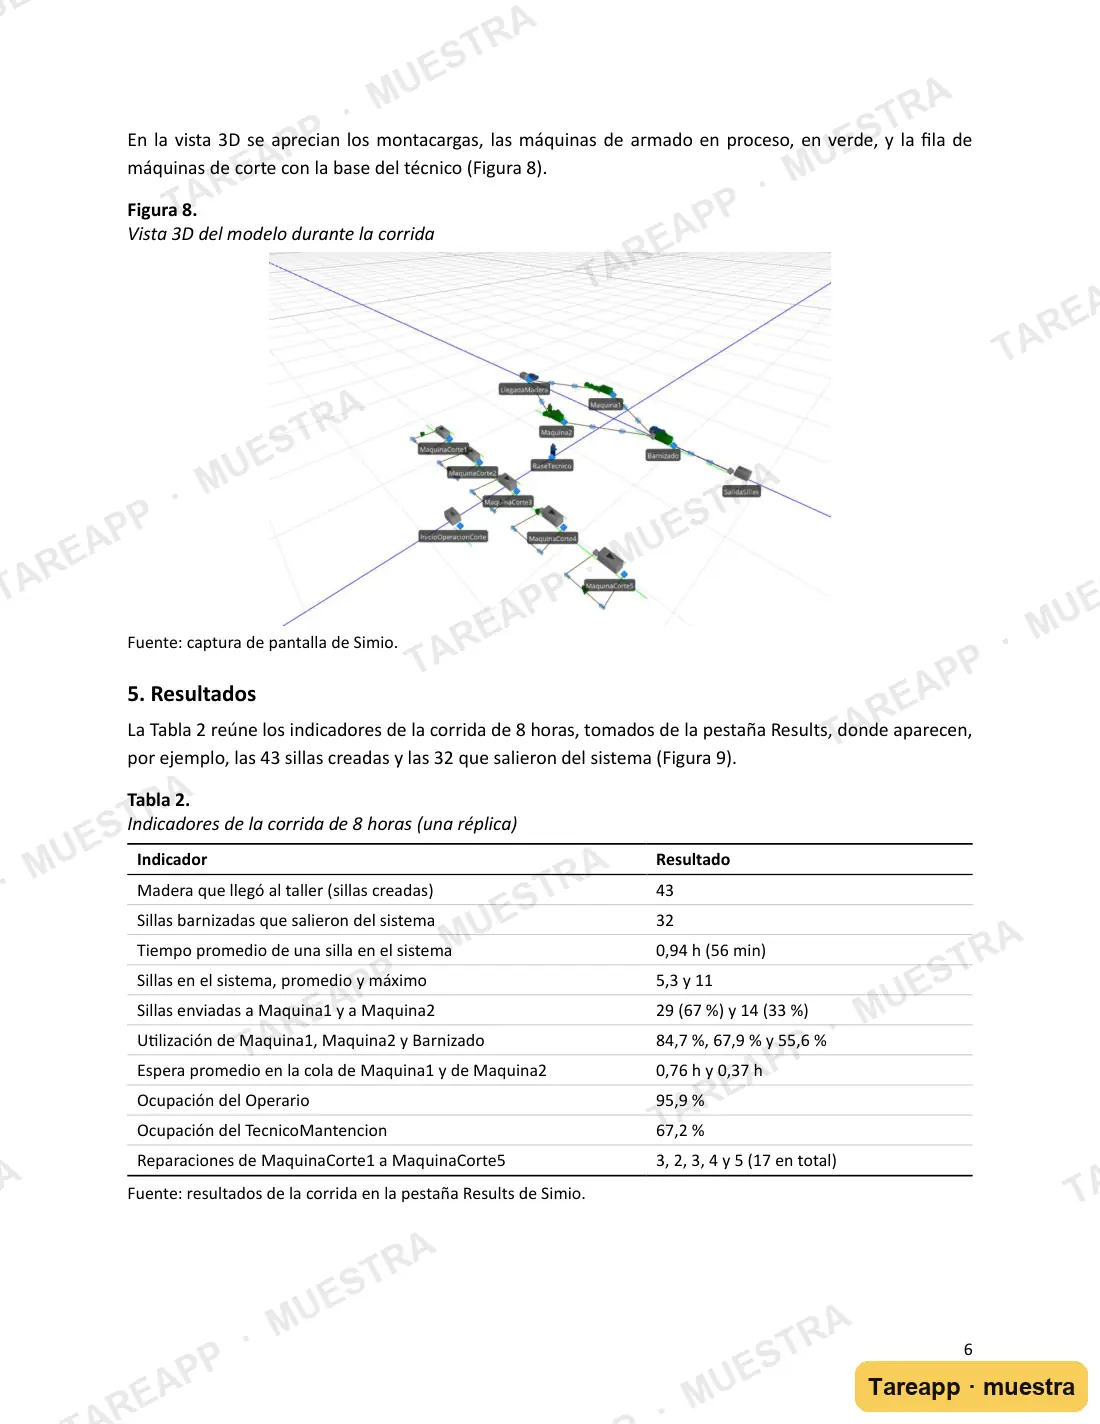 En la vista 3D se aprecian los montacargas, las máquinas de armado en proceso, en verde, y la fila de
máquinas de corte con la base del técnico (Figura 8).
Figura 8.
Vista 3D del modelo durante la corrida
LlegadaMadera
Maquina1
Maquina2
Barnizado
MaquinaCorte1
BaseTecnico
MaquinaCorte2
SalidaSillas
MaquinaCorte3
InicioOperacionCorte
MaquinaCorte4
MaquinaCorte5
Fuente: captura de pantalla de Simio.
5. Resultados
La Tabla 2 reúne los indicadores de la corrida de 8 horas, tomados de la pestaña Results, donde aparecen,
por ejemplo, las 43 sillas creadas y las 32 que salieron del sistema (Figura 9).
Tabla 2.
Indicadores de la corrida de 8 horas (una réplica)
Indicador Resultado
Madera que llegó al taller (sillas creadas) 43
Sillas barnizadas que salieron del sistema 32
Tiempo promedio de una silla en el sistema 0,94 h (56 min)
Sillas en el sistema, promedio y máximo 5,3 y 11
Sillas enviadas a Maquina1 y a Maquina2 29 (67 %) y 14 (33 %)
Utilización de Maquina1, Maquina2 y Barnizado 84,7 %, 67,9 % y 55,6 %
Espera promedio en la cola de Maquina1 y de Maquina2 0,76 h y 0,37 h
Ocupación del Operario 95,9 %
Ocupación del TecnicoMantencion 67,2 %
Reparaciones de MaquinaCorte1 a MaquinaCorte5 3, 2, 3, 4 y 5 (17 en total)
Fuente: resultados de la corrida en la pestaña Results de Simio.
6
Tareapp · muestra
TAREAPP · MUESTRA